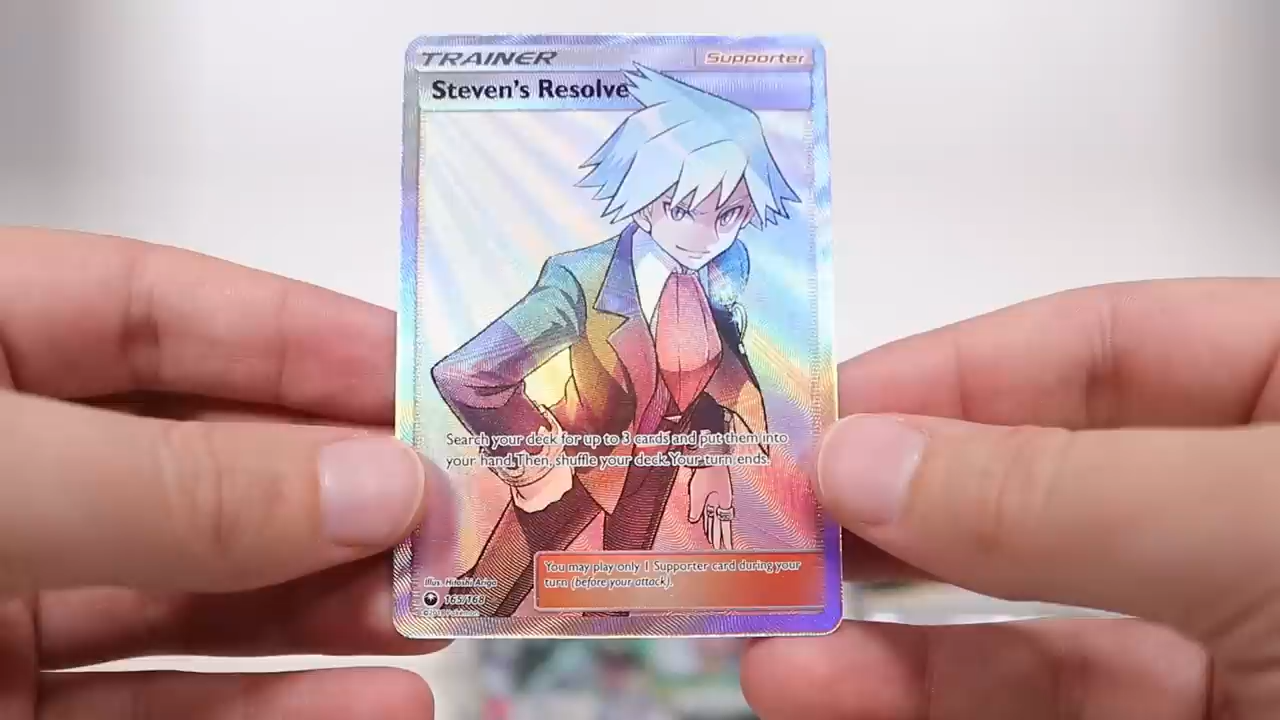 TRAINER
Supporter
Steven's Resolve
Search your deck for up to 3 cards and put them into
your hand. Then, shuffle your deck. Your turn ends.
You may play only 1 Supporter card during your
turn (before your attack).
Illus. Hitoshi Ariga
165/168